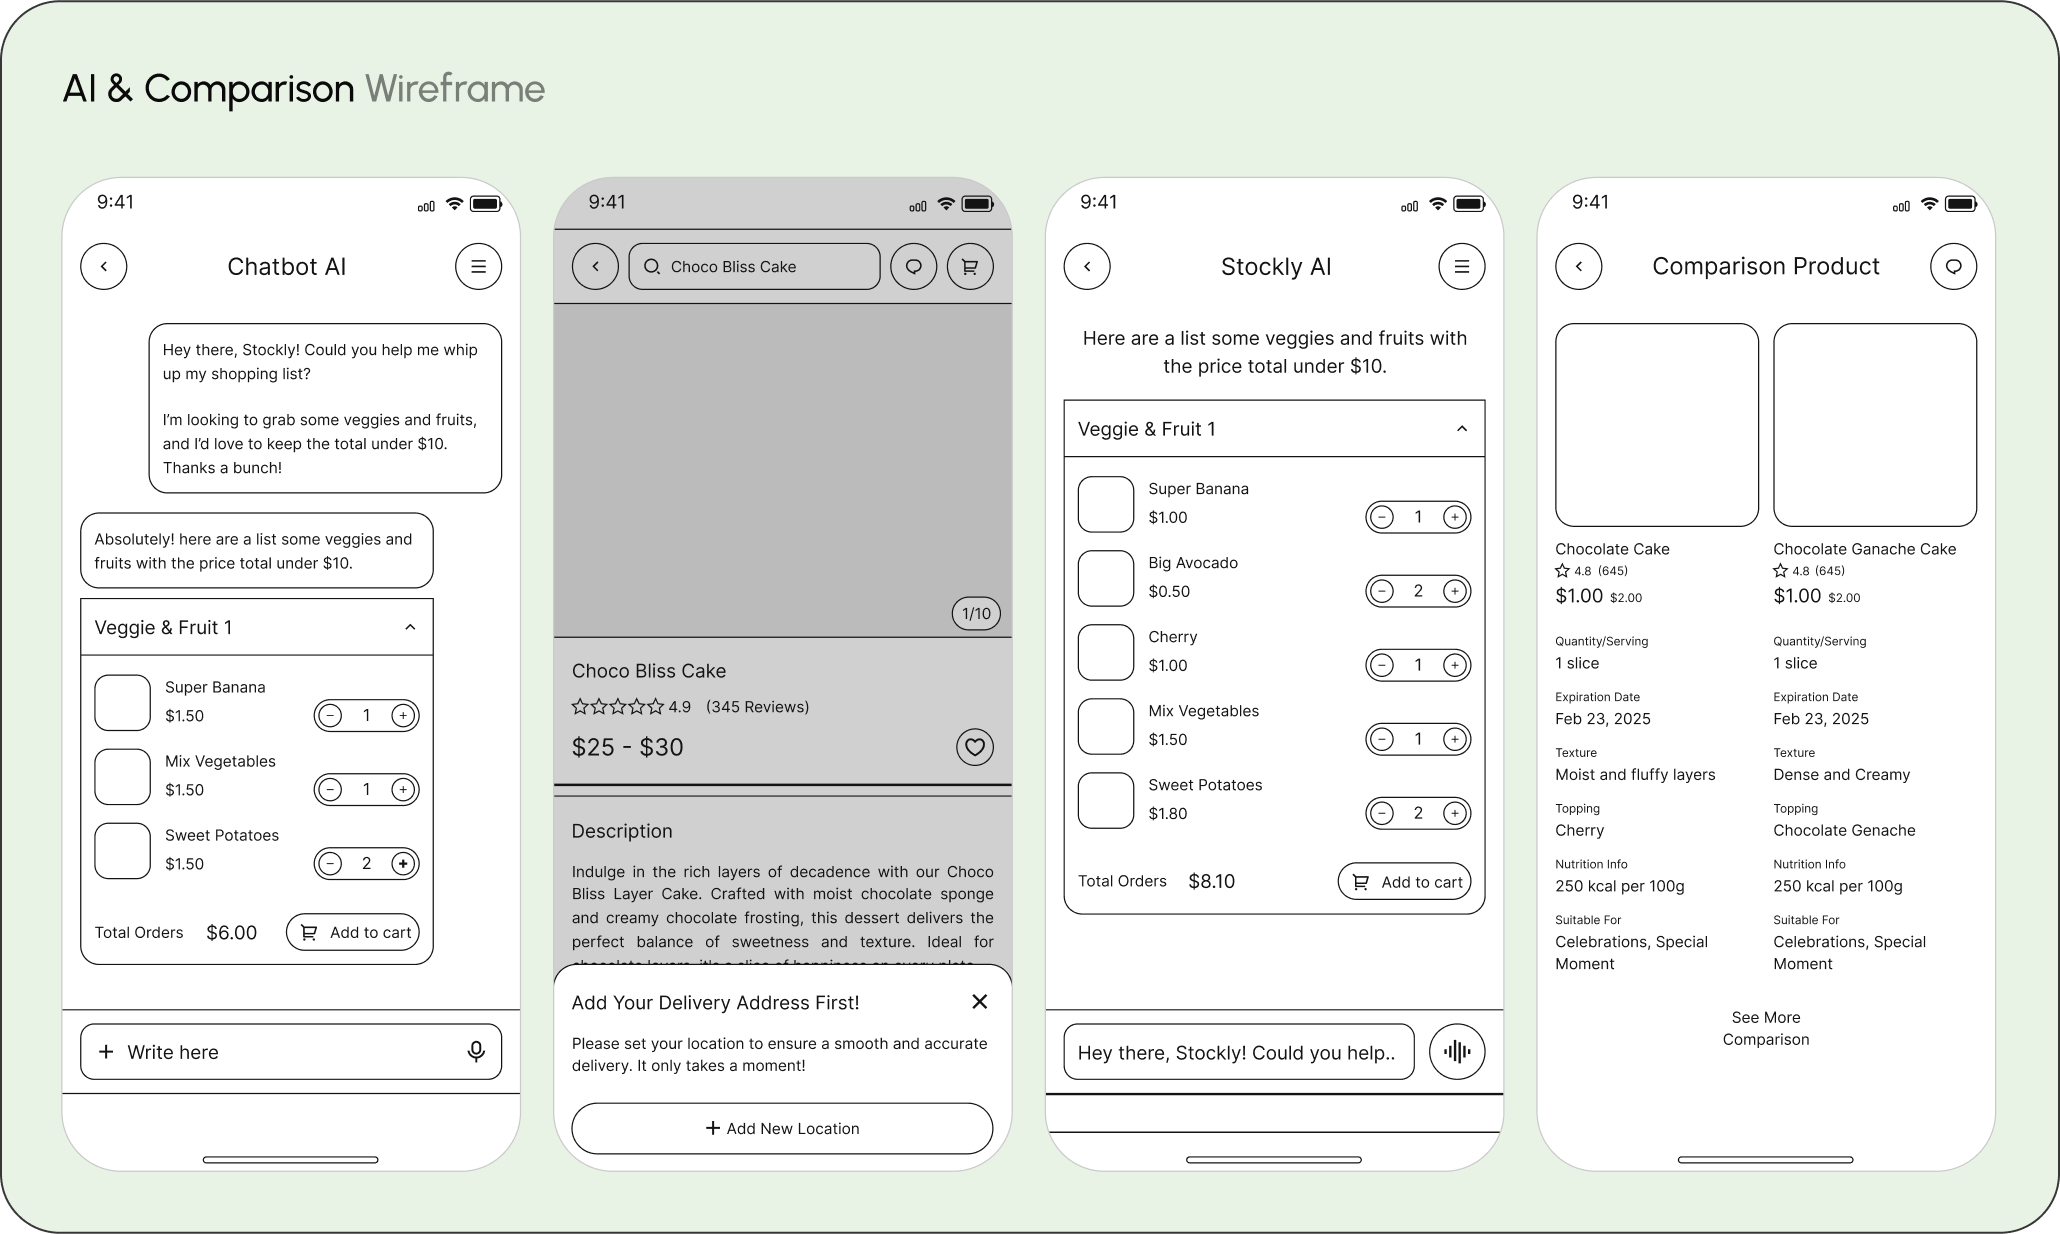 AI & Comparison Wireframe
9:41
Chatbot AI
Hey there, Stockly! Could you help me whip
up my shopping list?
I'm looking to grab some veggies and fruits,
and I'd love to keep the total under $10.
Thanks a bunch!
Absolutely! here are a list some veggies and
fruits with the price total under $10.
Veggie & Fruit 1
Super Banana
$1.50
1
Mix Vegetables
$1.50
1
Sweet Potatoes
$1.50
2
Total Orders $6.00 Add to cart
Write here
9:41
Choco Bliss Cake
1/10
Choco Bliss Cake
4.9 (345 Reviews)
$25 - $30
Description
Indulge in the rich layers of decadence with our Choco
Bliss Layer Cake. Crafted with moist chocolate sponge
and creamy chocolate frosting, this dessert delivers the
perfect balance of sweetness and texture. Ideal for
chocolate lovers, it's a slice of happiness on every plate.
Add Your Delivery Address First!
Please set your location to ensure a smooth and accurate
delivery. It only takes a moment!
Add New Location
9:41
Stockly AI
Here are a list some veggies and fruits with
the price total under $10.
Veggie & Fruit 1
Super Banana
$1.00
1
Big Avocado
$0.50
2
Cherry
$1.00
1
Mix Vegetables
$1.50
1
Sweet Potatoes
$1.80
2
Total Orders $8.10 Add to cart
Hey there, Stockly! Could you help..
9:41
Comparison Product
Chocolate Cake
4.8 (645)
$1.00 $2.00
Quantity/Serving
1 slice
Expiration Date
Feb 23, 2025
Texture
Moist and fluffy layers
Topping
Cherry
Nutrition Info
250 kcal per 100g
Suitable For
Celebrations, Special
Moment
Chocolate Ganache Cake
4.8 (645)
$1.00 $2.00
Quantity/Serving
1 slice
Expiration Date
Feb 23, 2025
Texture
Dense and Creamy
Topping
Chocolate Genache
Nutrition Info
250 kcal per 100g
Suitable For
Celebrations, Special
Moment
See More
Comparison